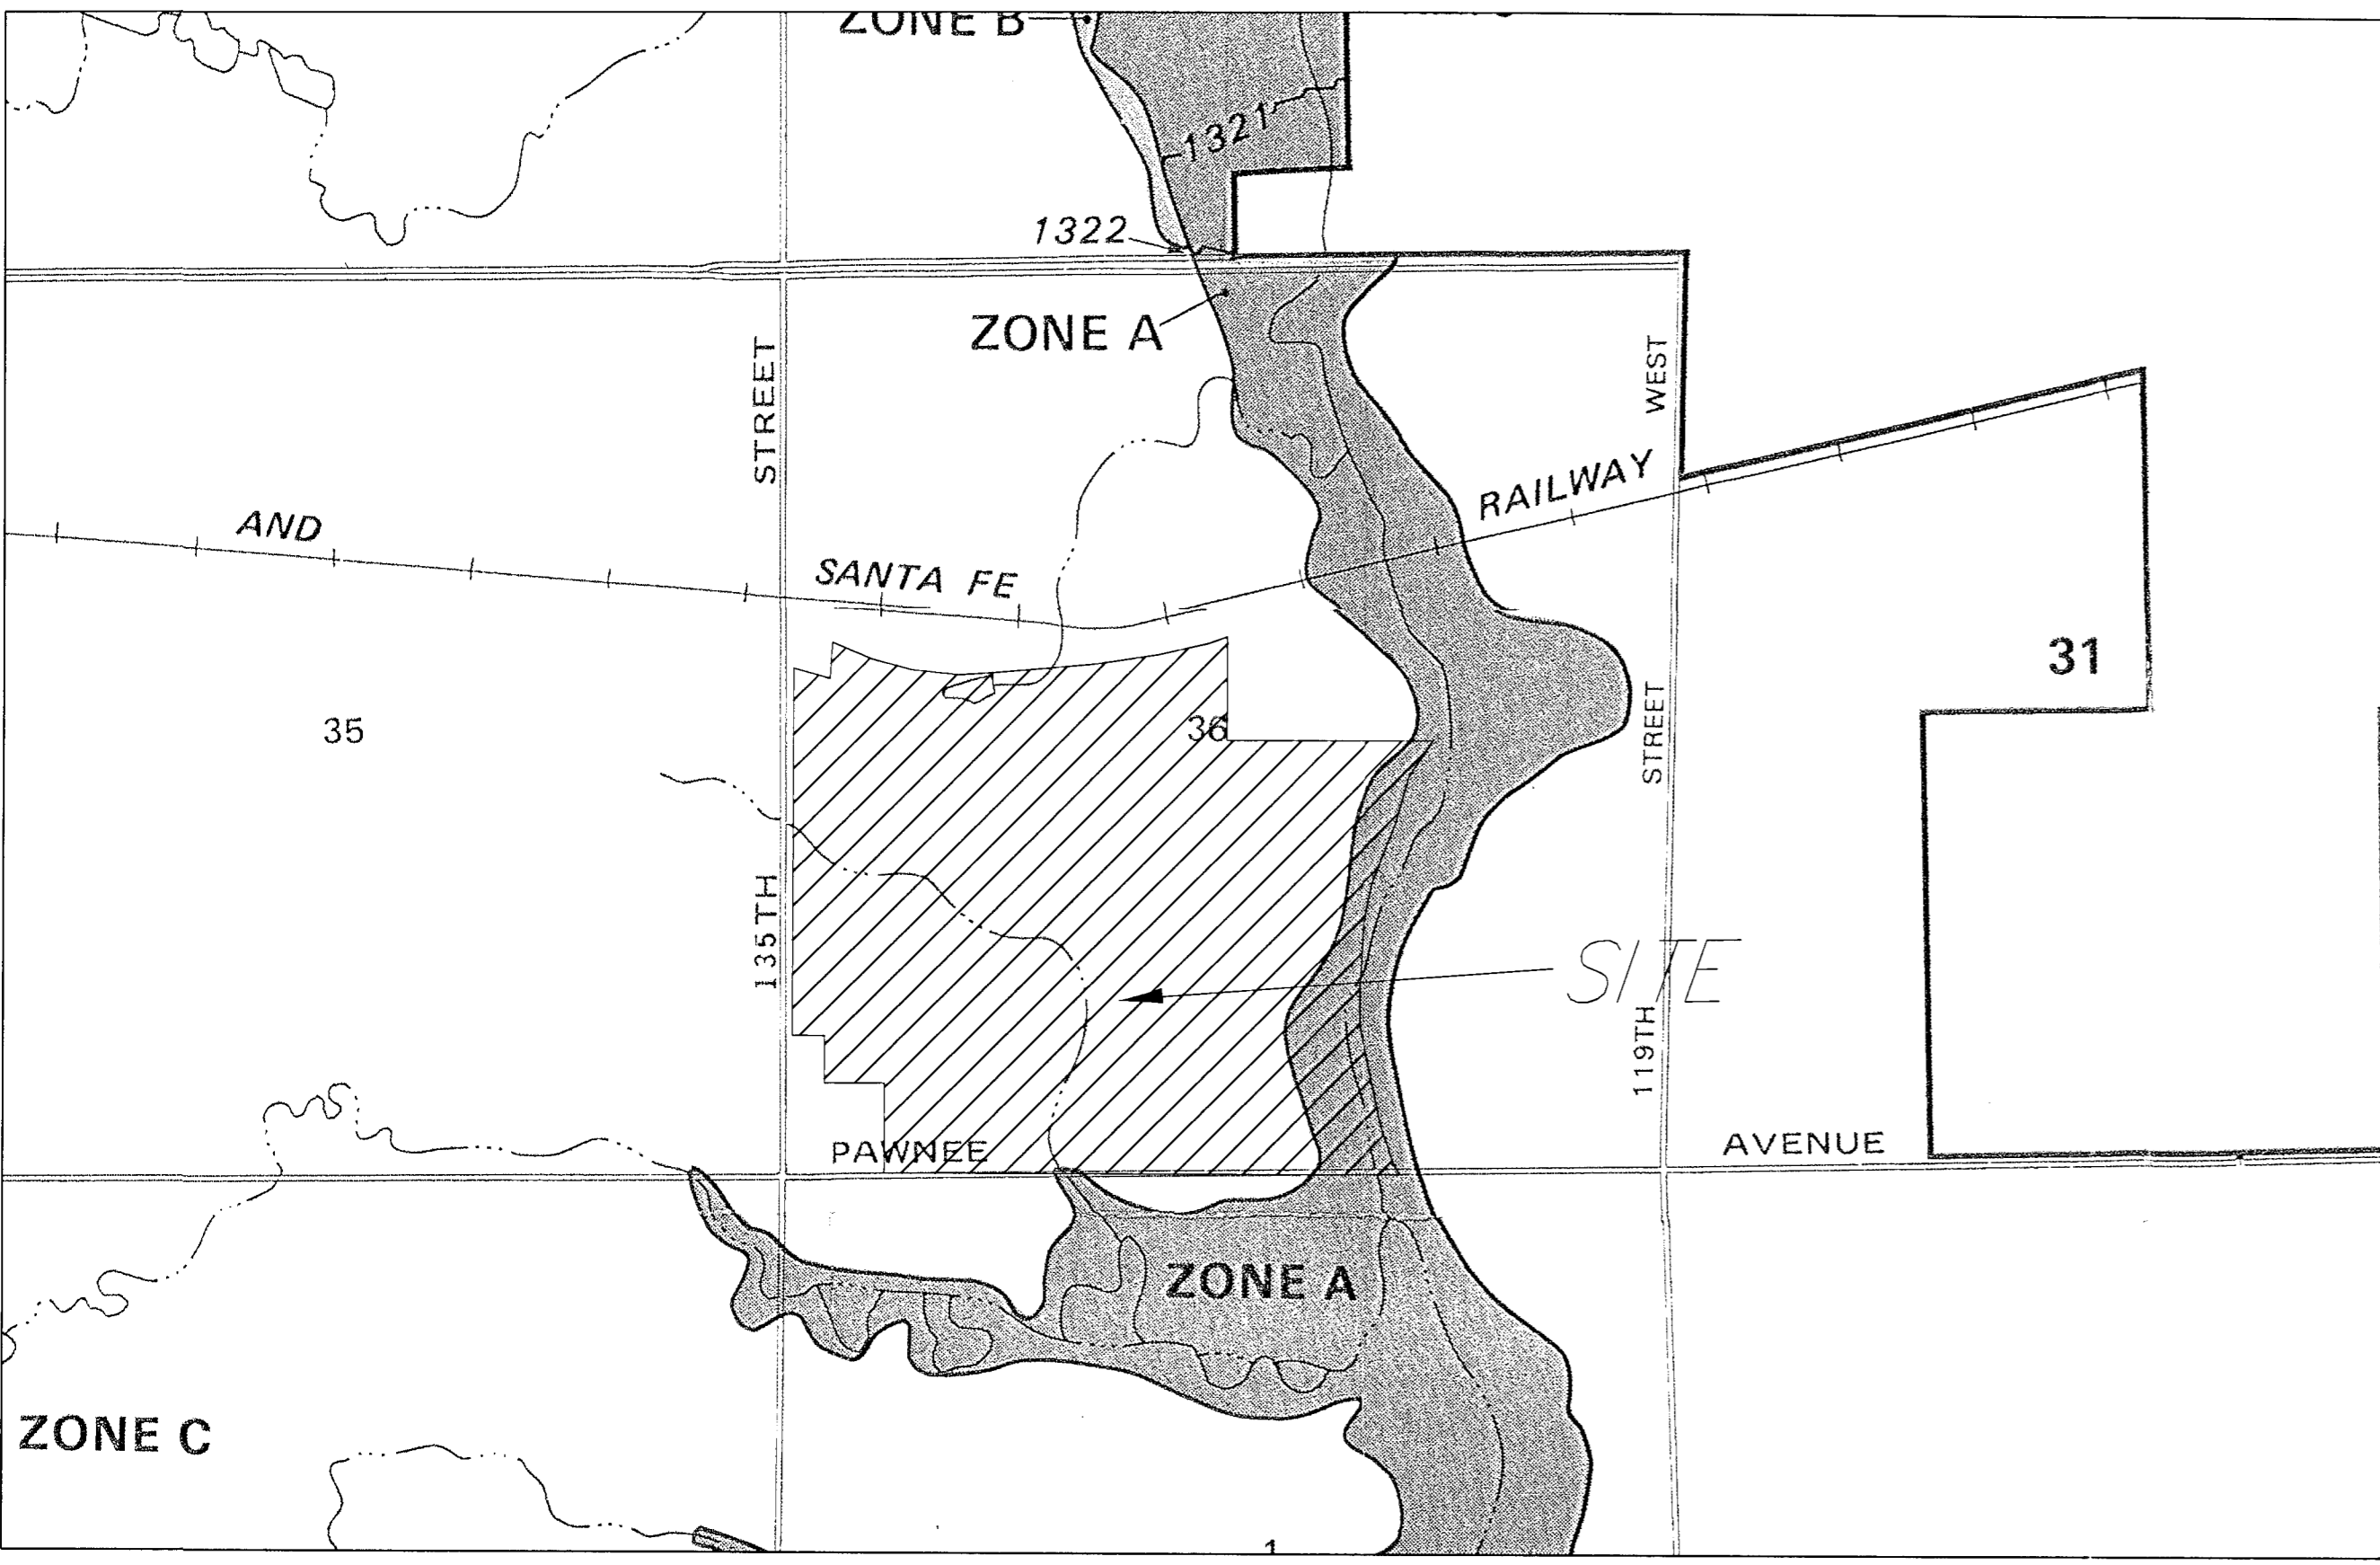 ZONE B
1321
1322
ZONE A
STREET
WEST
RAILWAY
AND
SANTA FE
31
35
36
STREET
135TH
SITE
119TH
PAWNEE
AVENUE
ZONE A
ZONE C
1